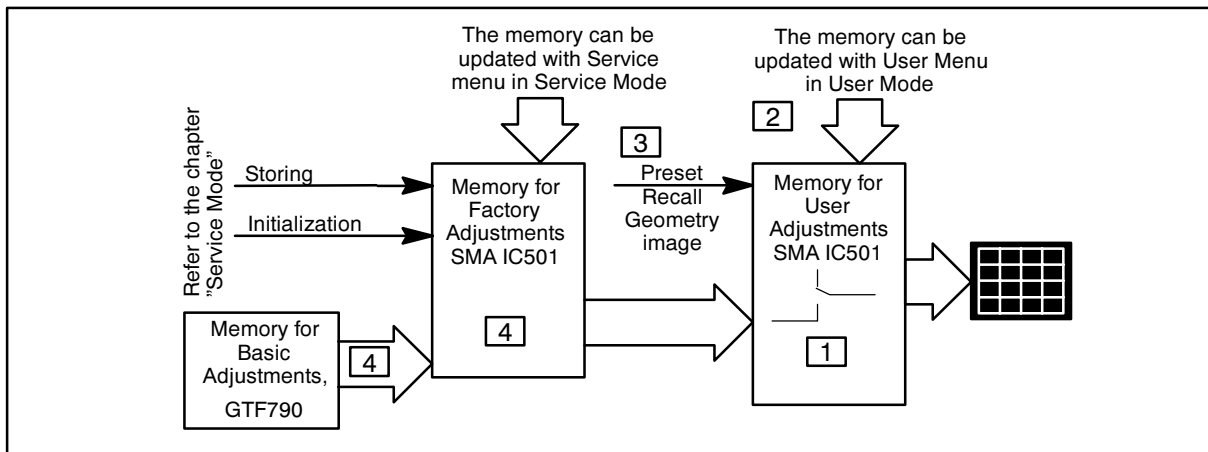 The memory can be
updated with Service
menu in Service Mode
The memory can be
updated with User Menu
in User Mode
Refer to the chapter
”Service Mode”
Storing
Initialization
Memory for
Factory
Adjustments
SMA IC501
4
3
Preset
Recall
Geometry
image
2
Memory for
User
Adjustments
SMA IC501
1
Memory for
Basic
Adjustments,
GTF790
4